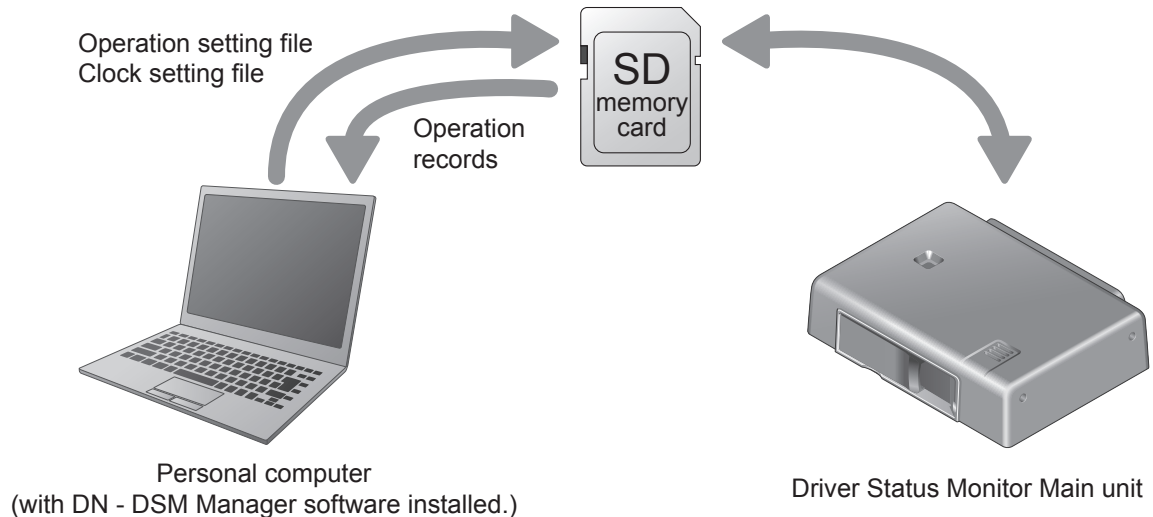 Operation setting file
Clock setting file
SD
memory
card
Operation
records
Personal computer
(with DN - DSM Manager software installed.)
Driver Status Monitor Main unit